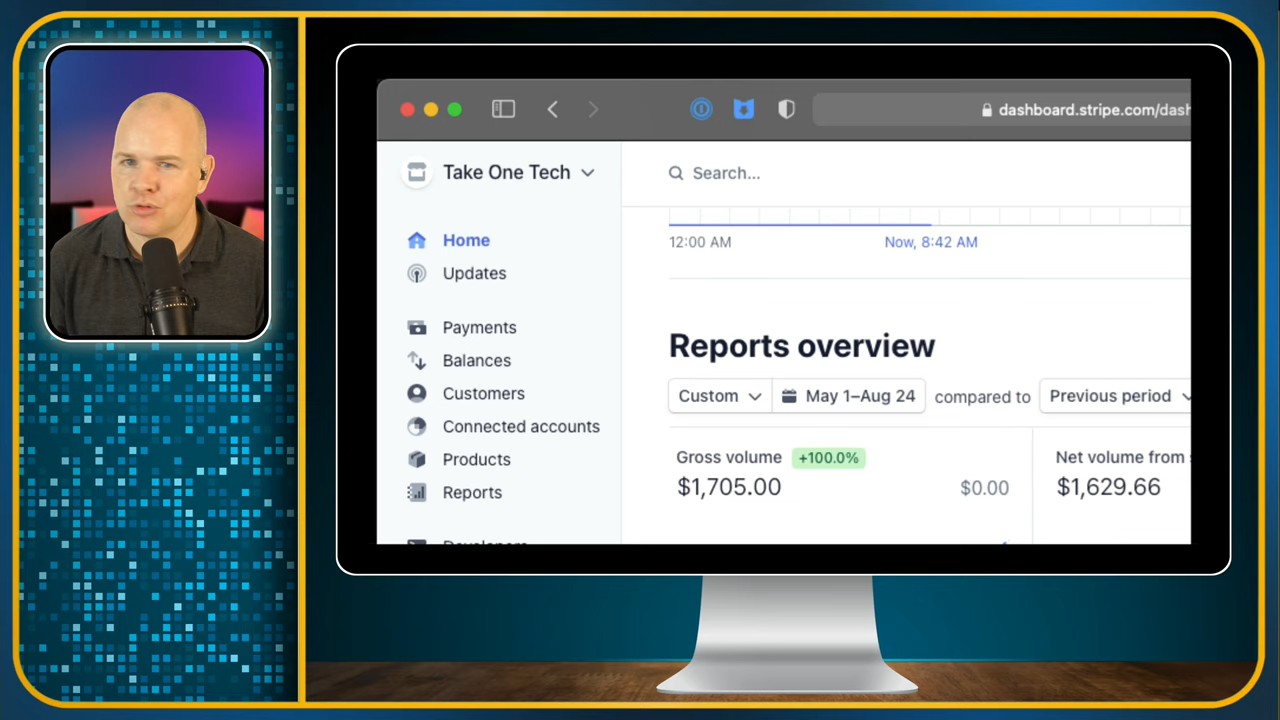 dashboard.stripe.com/dash
Take One Tech
Search...
Home
Updates
Payments
Balances
Customers
Connected accounts
Products
Reports
12:00 AM
Now, 8:42 AM
Reports overview
Custom
May 1–Aug 24
compared to
Previous period
Gross volume +100.0%
$1,705.00
$0.00
Net volume from
$1,629.66